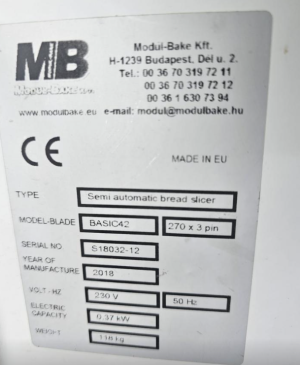 MB
Modul-Bake Kft.
H-1239 Budapest, Dél u. 2.
Tel.: 00 36 70 319 72 11
00 36 70 319 72 12
00 36 1 630 73 94
www.modulbake.eu e-mail: modul@modulbake.hu
CE
MADE IN EU
TYPE Semi automatic bread slicer
MODEL-BLADE BASIC42 270 x 3 pin
SERIAL NO S18032-12
YEAR OF
MANUFACTURE 2018
VOLT - HZ 230 V 50 Hz
ELECTRIC
CAPACITY 0.37 kW
WEIGHT 118 kg